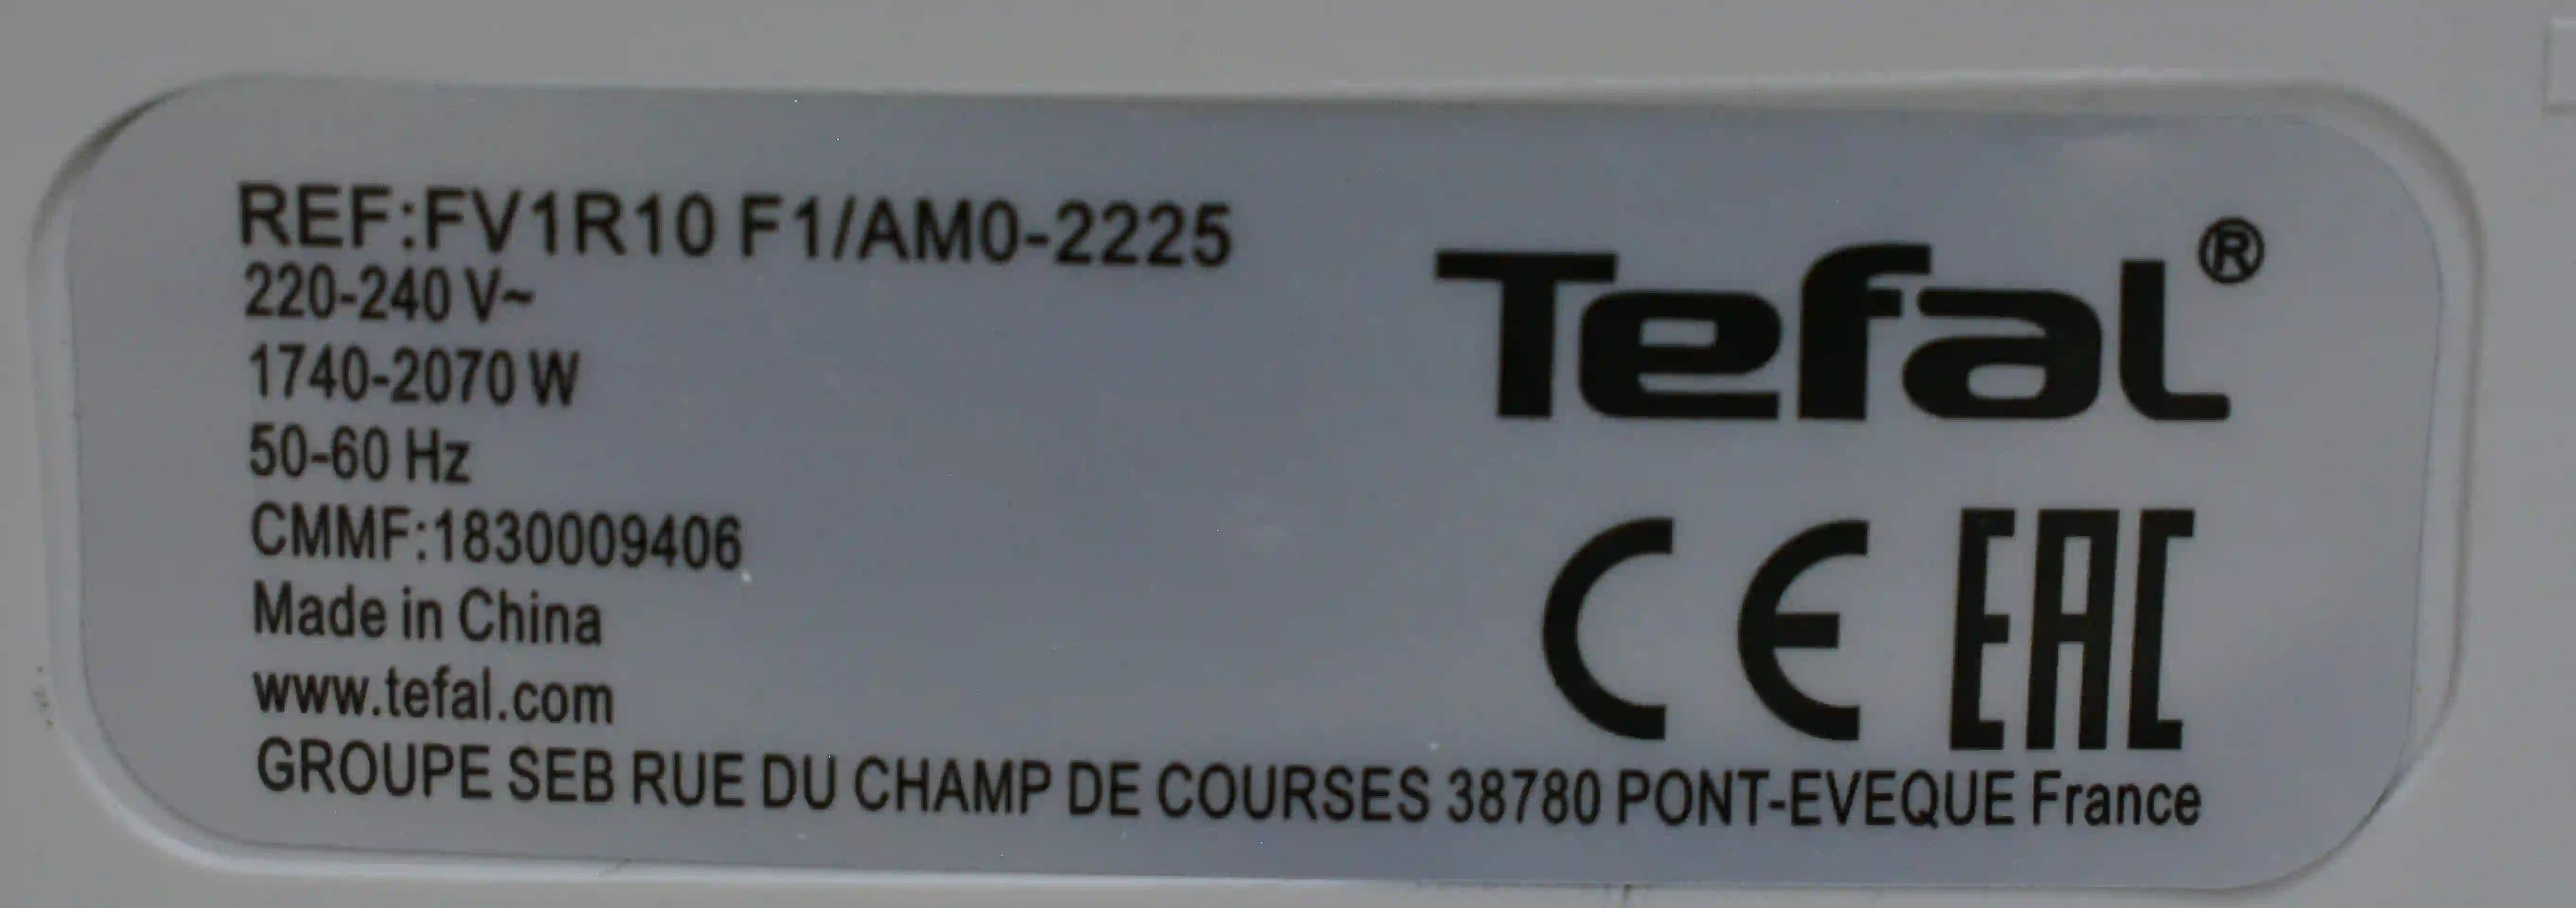 REF:FV1R10 F1/AM0-2225
220-240 V~
1740-2070 W
50-60 Hz
CMMF:1830009406
Made in China
www.tefal.com
GROUPE SEB RUE DU CHAMP DE COURSES 38780 PONT-EVEQUE France
Tefal®
CE EAC